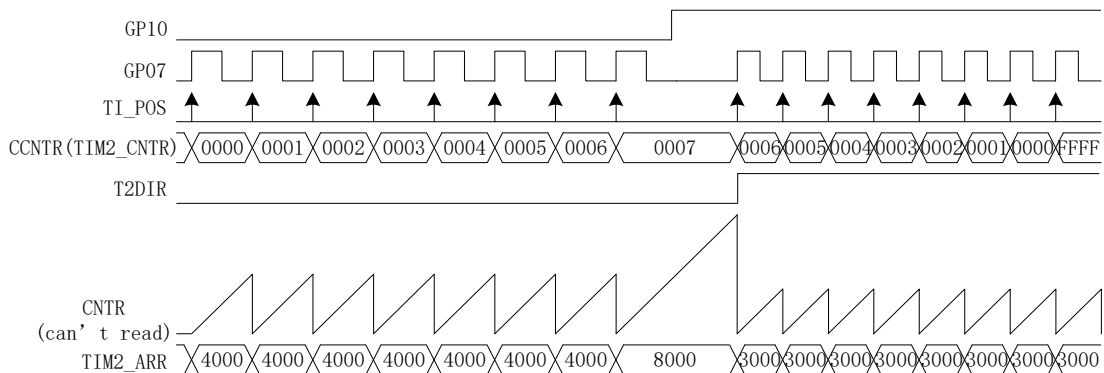 GP10
GP07
TI_POS
CCNTR(TIM2_CNTR) 0000 0001 0002 0003 0004 0005 0006 0007 0006 0005 0004 0003 0002 0001 0000 FFFF
T2DIR
CNTR
(can't read)
TIM2_ARR 4000 4000 4000 4000 4000 4000 4000 8000 3000 3000 3000 3000 3000 3000 3000 3000